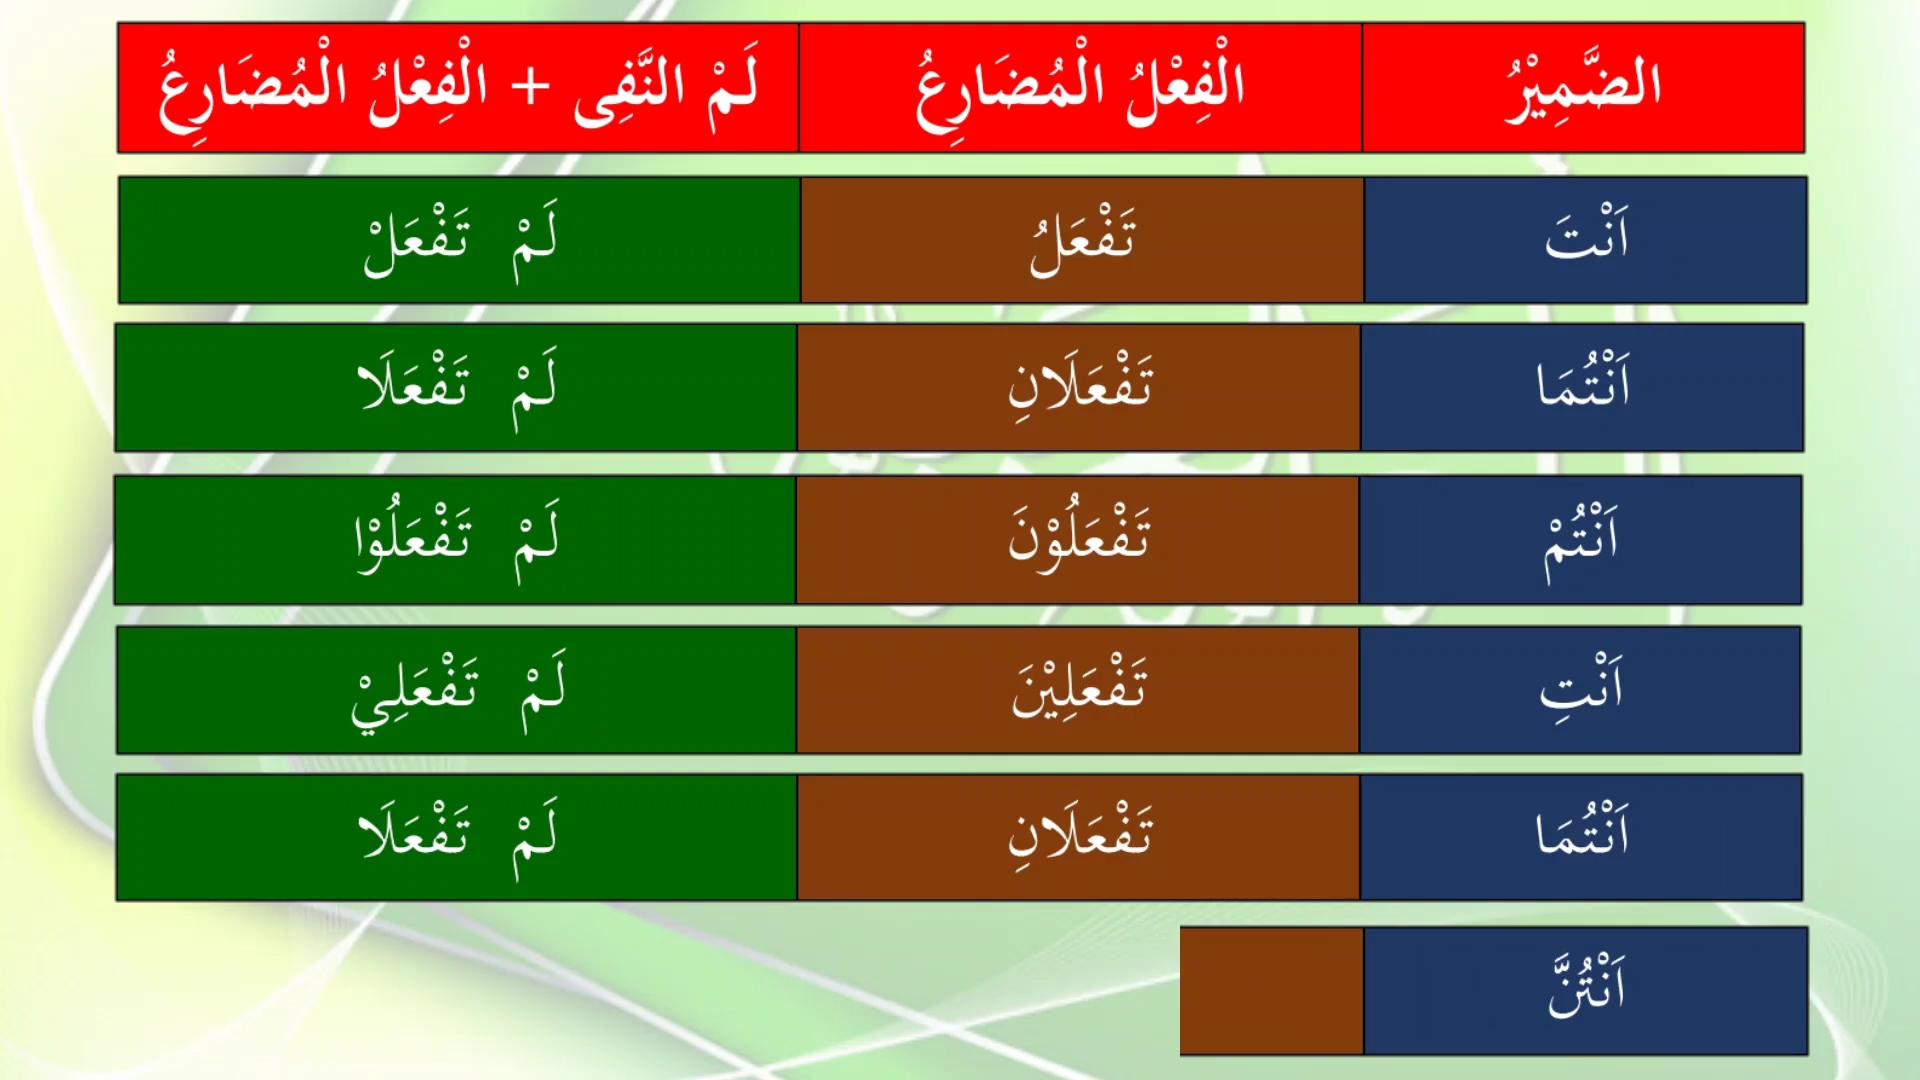 الضَّمِيْرُ الْفِعْلُ الْمُضَارِعُ لَمْ النَّفِى + الْفِعْلُ الْمُضَارِعُ
اَنْتَ تَفْعَلُ لَمْ تَفْعَلْ
اَنْتُمَا تَفْعَلَانِ لَمْ تَفْعَلَا
اَنْتُمْ تَفْعَلُوْنَ لَمْ تَفْعَلُوْا
اَنْتِ تَفْعَلِيْنَ لَمْ تَفْعَلِيْ
اَنْتُمَا تَفْعَلَانِ لَمْ تَفْعَلَا
اَنْتُنَّ